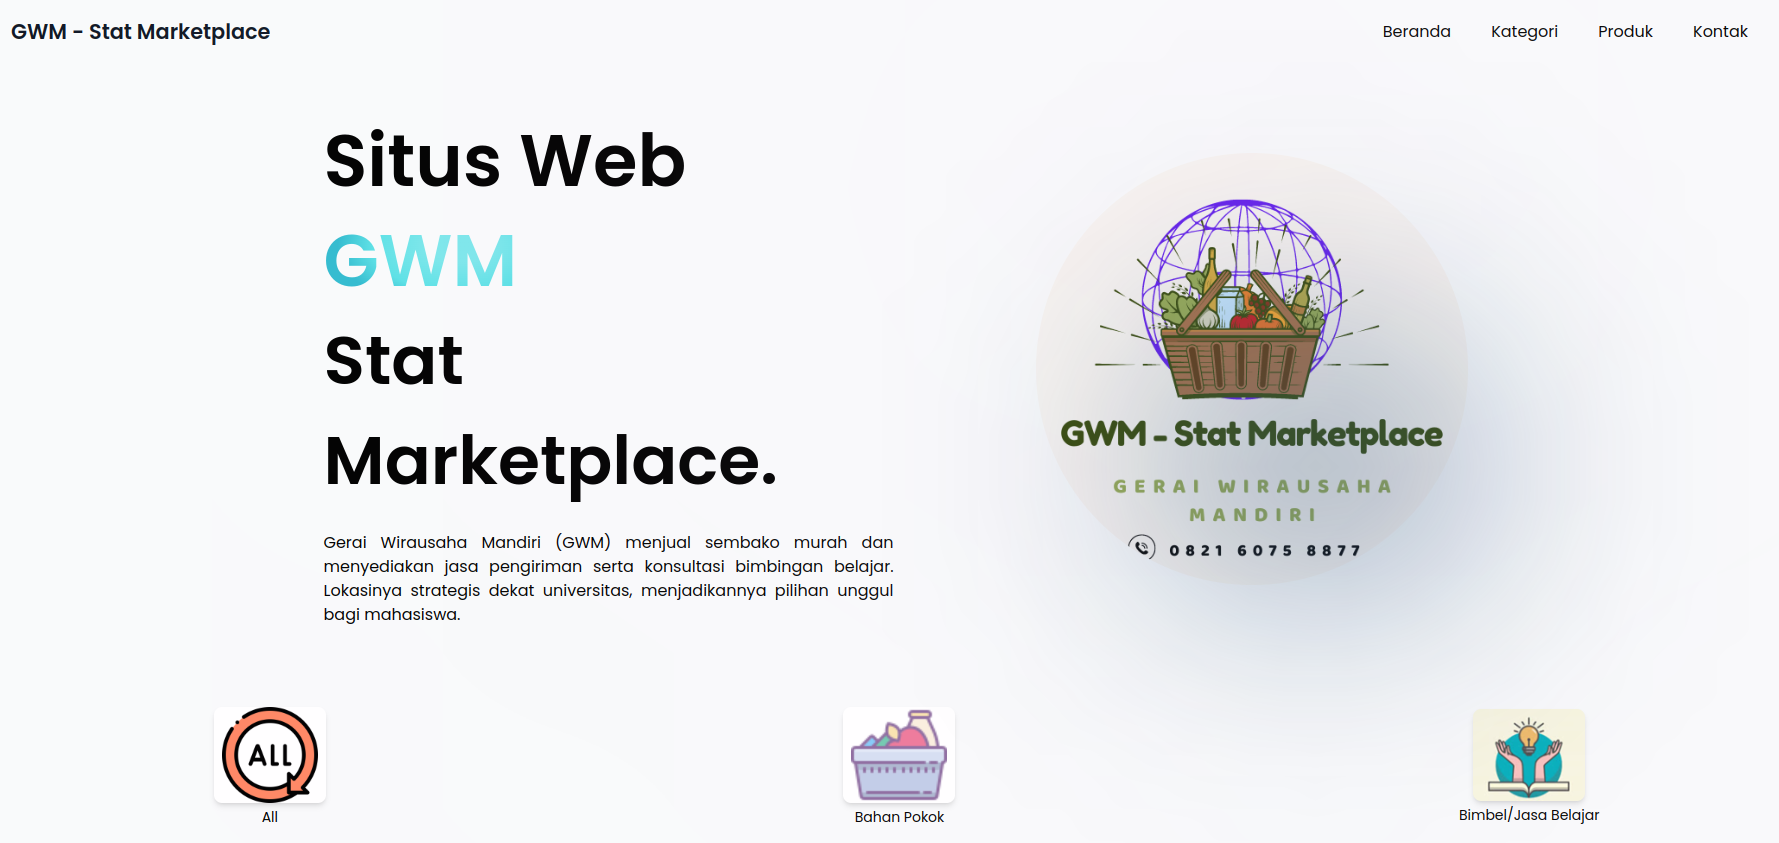 GWM - Stat Marketplace
Beranda Kategori Produk Kontak
Situs Web
GWM
Stat
Marketplace.
Gerai Wirausaha Mandiri (GWM) menjual sembako murah dan
menyediakan jasa pengiriman serta konsultasi bimbingan belajar.
Lokasinya strategis dekat universitas, menjadikannya pilihan unggul
bagi mahasiswa.
GWM - Stat Marketplace
GERAI WIRAUSAHA
MANDIRI
0821 6075 8877
ALL
All
Bahan Pokok
Bimbel/Jasa Belajar